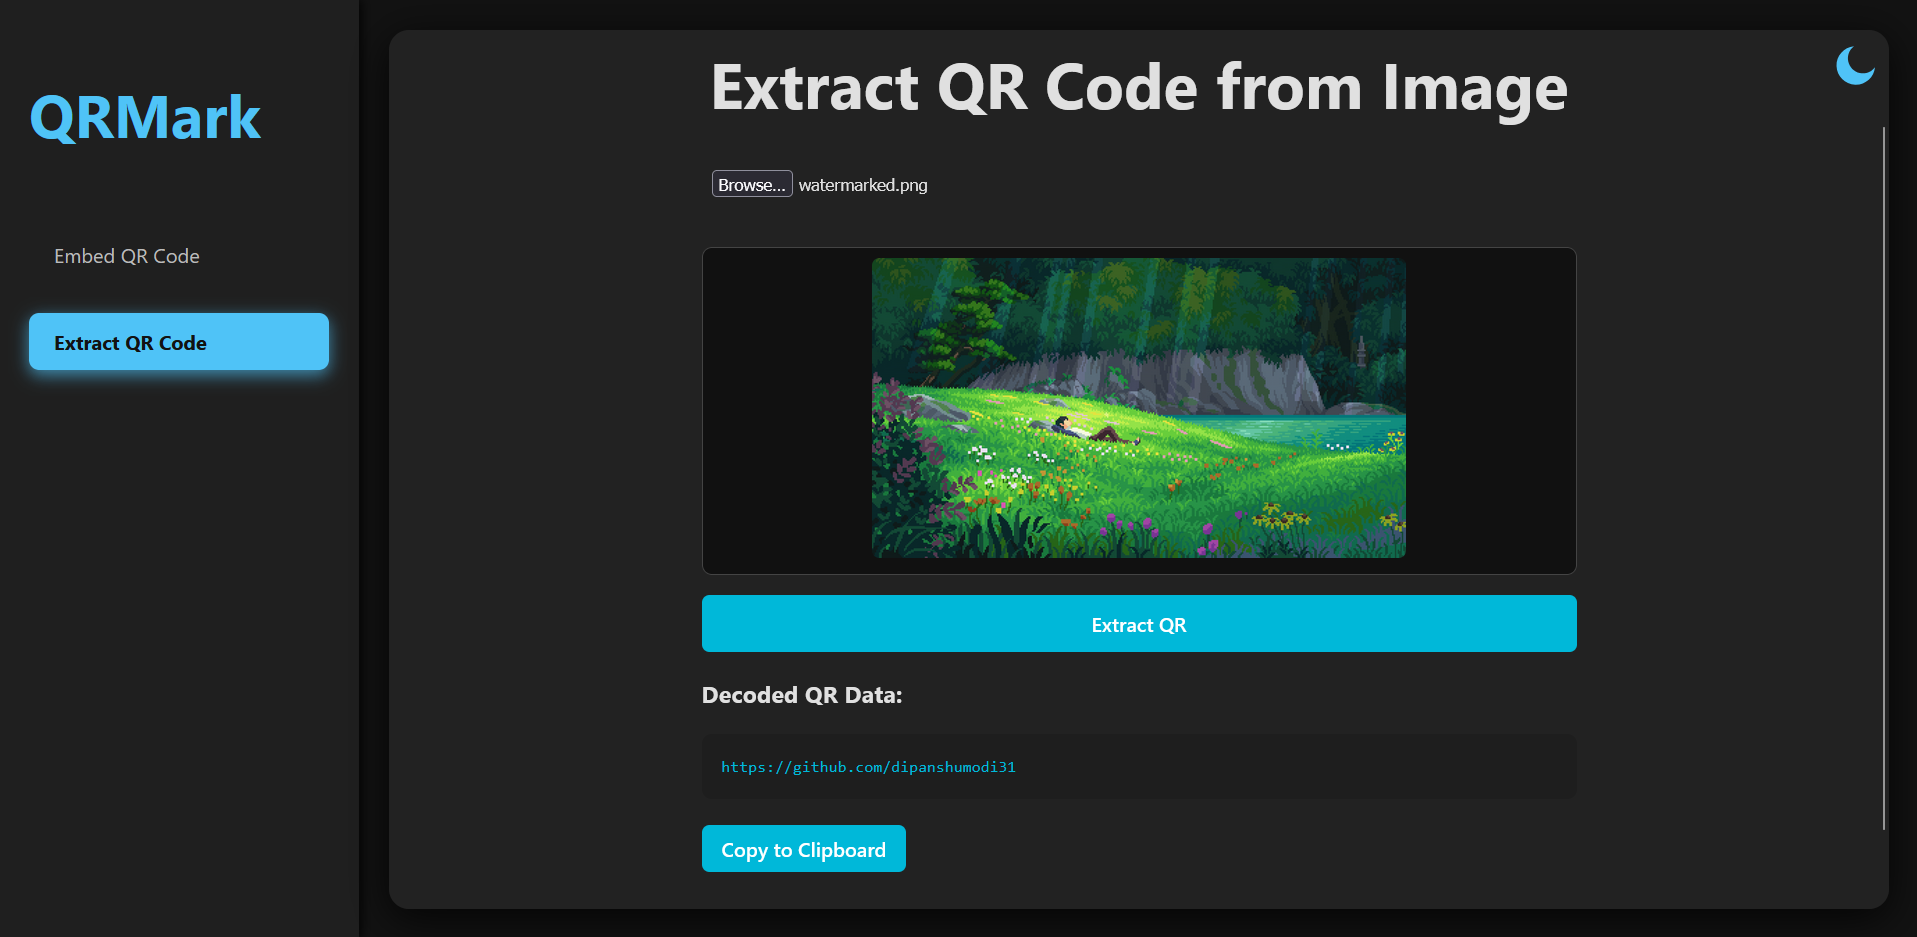 QRMark
Embed QR Code
Extract QR Code
Extract QR Code from Image
Browse... watermarked.png
Extract QR
Decoded QR Data:
https://github.com/dipanshumodi31
Copy to Clipboard